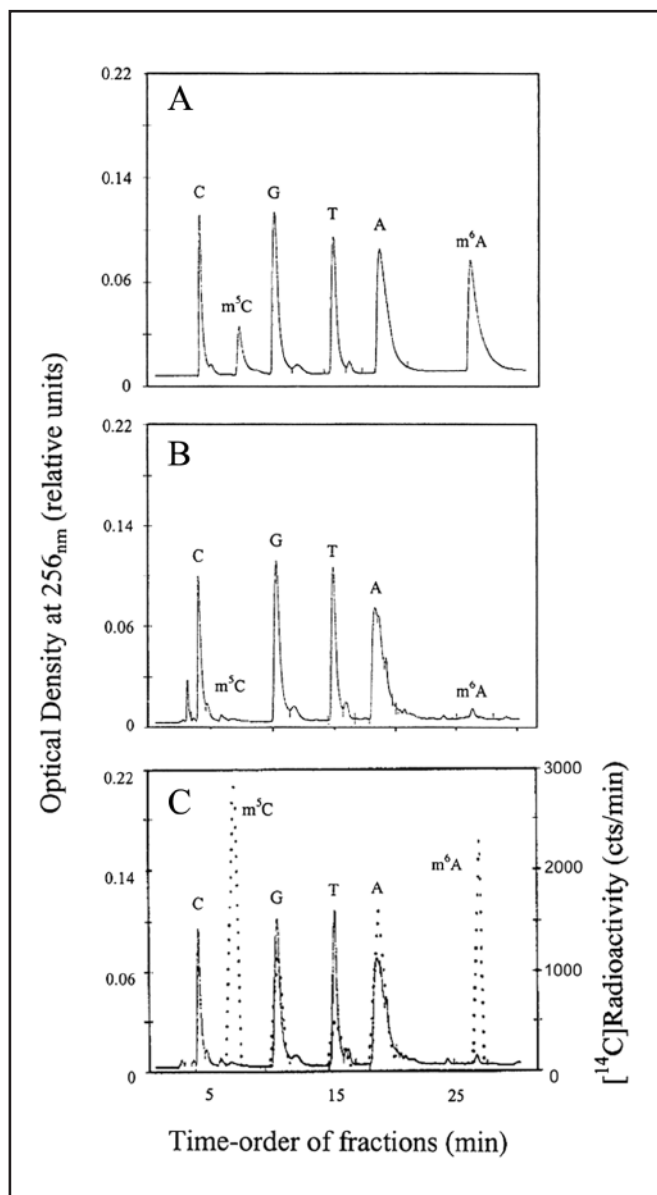 Optical Density at 256nm (relative units)
A
0.22
0.14
0.06
0
C
m⁵C
G
T
A
m⁶A
B
0.22
0.14
0.06
0
C
m⁵C
G
T
A
m⁶A
C
0.22
0.14
0.06
0
C
m⁵C
G
T
A
m⁶A
3000
2000
1000
0
[¹⁴C]Radioactivity (cts/min)
5 15 25
Time-order of fractions (min)